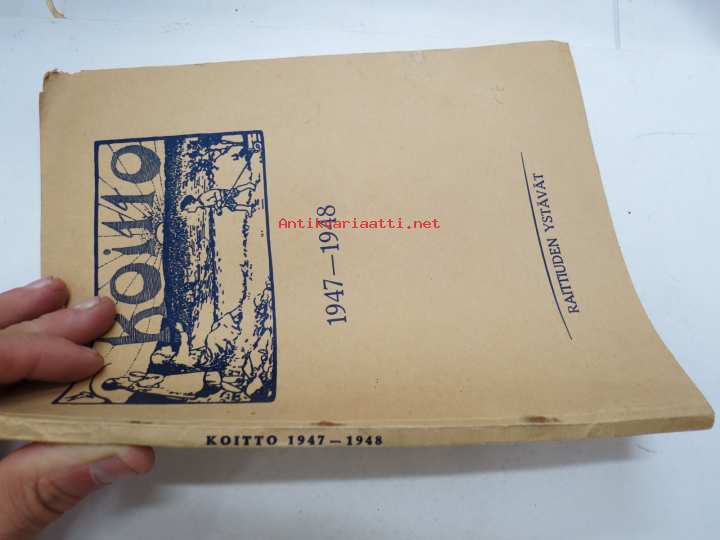 KOITTO
1947—1948
RAITTIUDEN YSTÄVÄT
KOITTO 1947—1948
Antikvariaatti.net